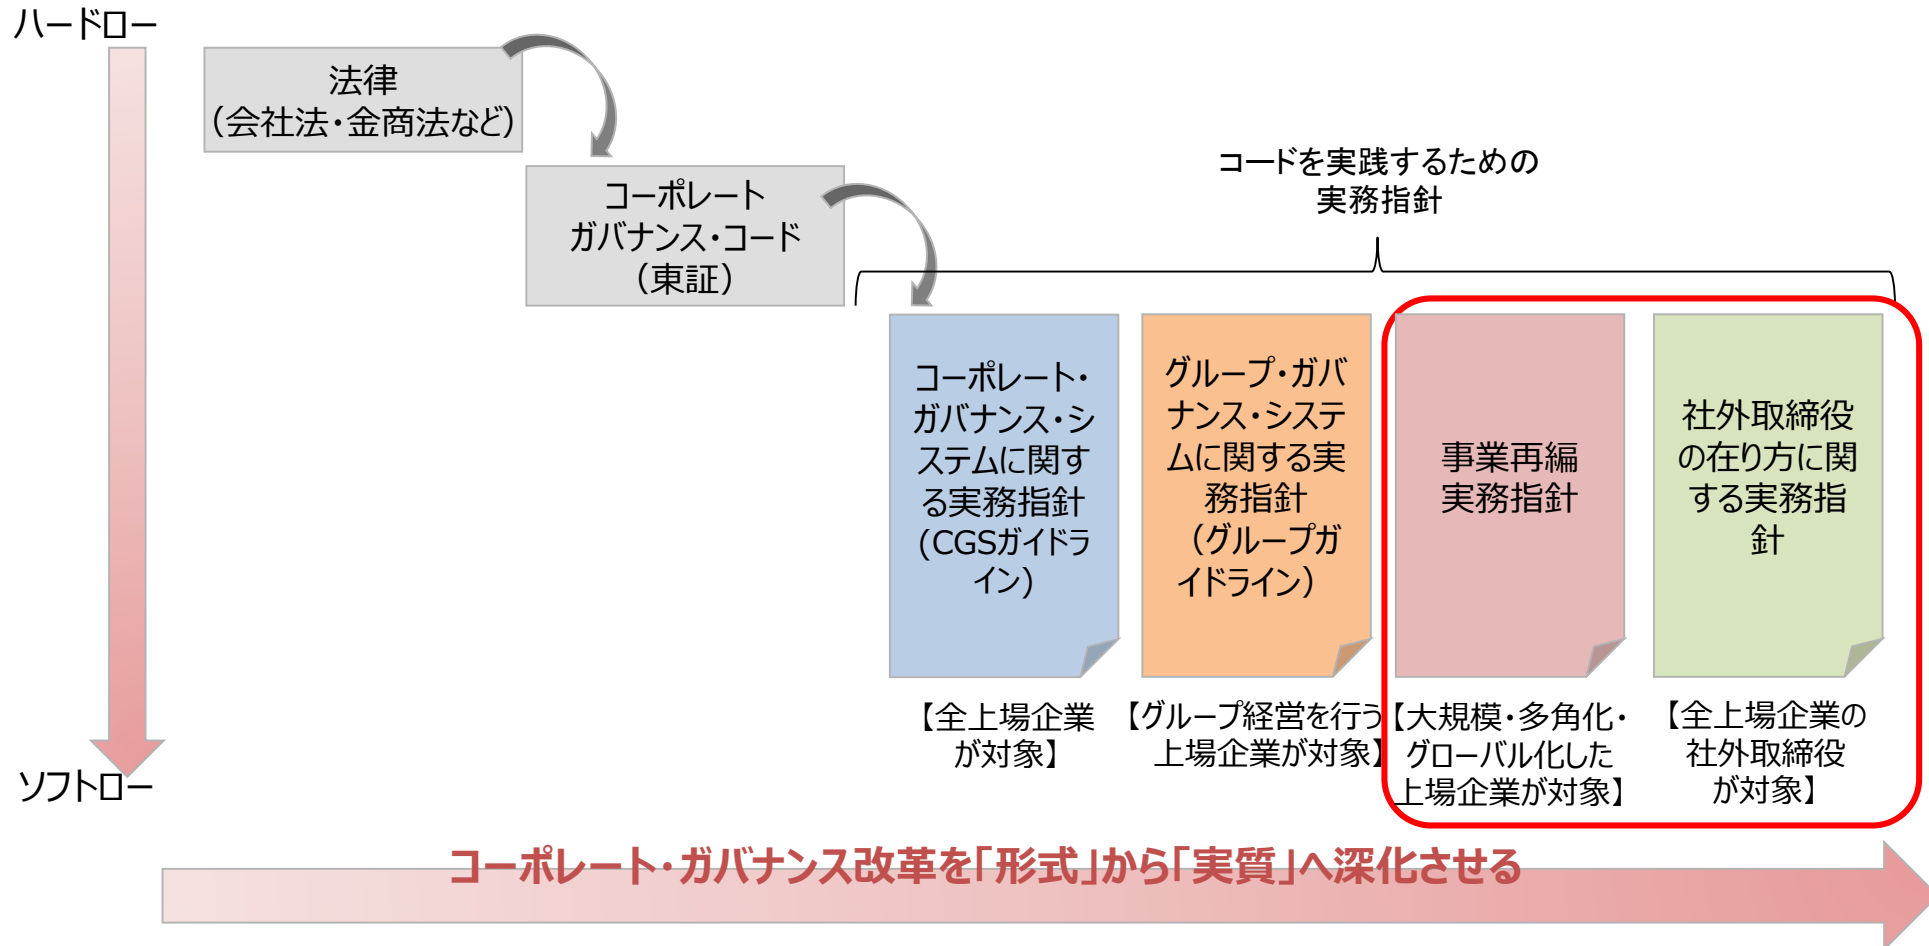 ハードロー
法律
（会社法・金商法など）
コーポレート
ガバナンス・コード
（東証）
コードを実践するための
実務指針
コーポレート・
ガバナンス・シ
ステムに関す
る実務指針
(CGSガイドラ
イン)
グループ・ガバ
ナンス・システ
ムに関する実
務指針
（グループガ
イドライン）
事業再編
実務指針
社外取締役
の在り方に関
する実務指
針
【全上場企業
が対象】
【グループ経営を行う
上場企業が対象】
【大規模・多角化・
グローバル化した
上場企業が対象】
【全上場企業の
社外取締役
が対象】
ソフトロー
コーポレート・ガバナンス改革を「形式」から「実質」へ深化させる